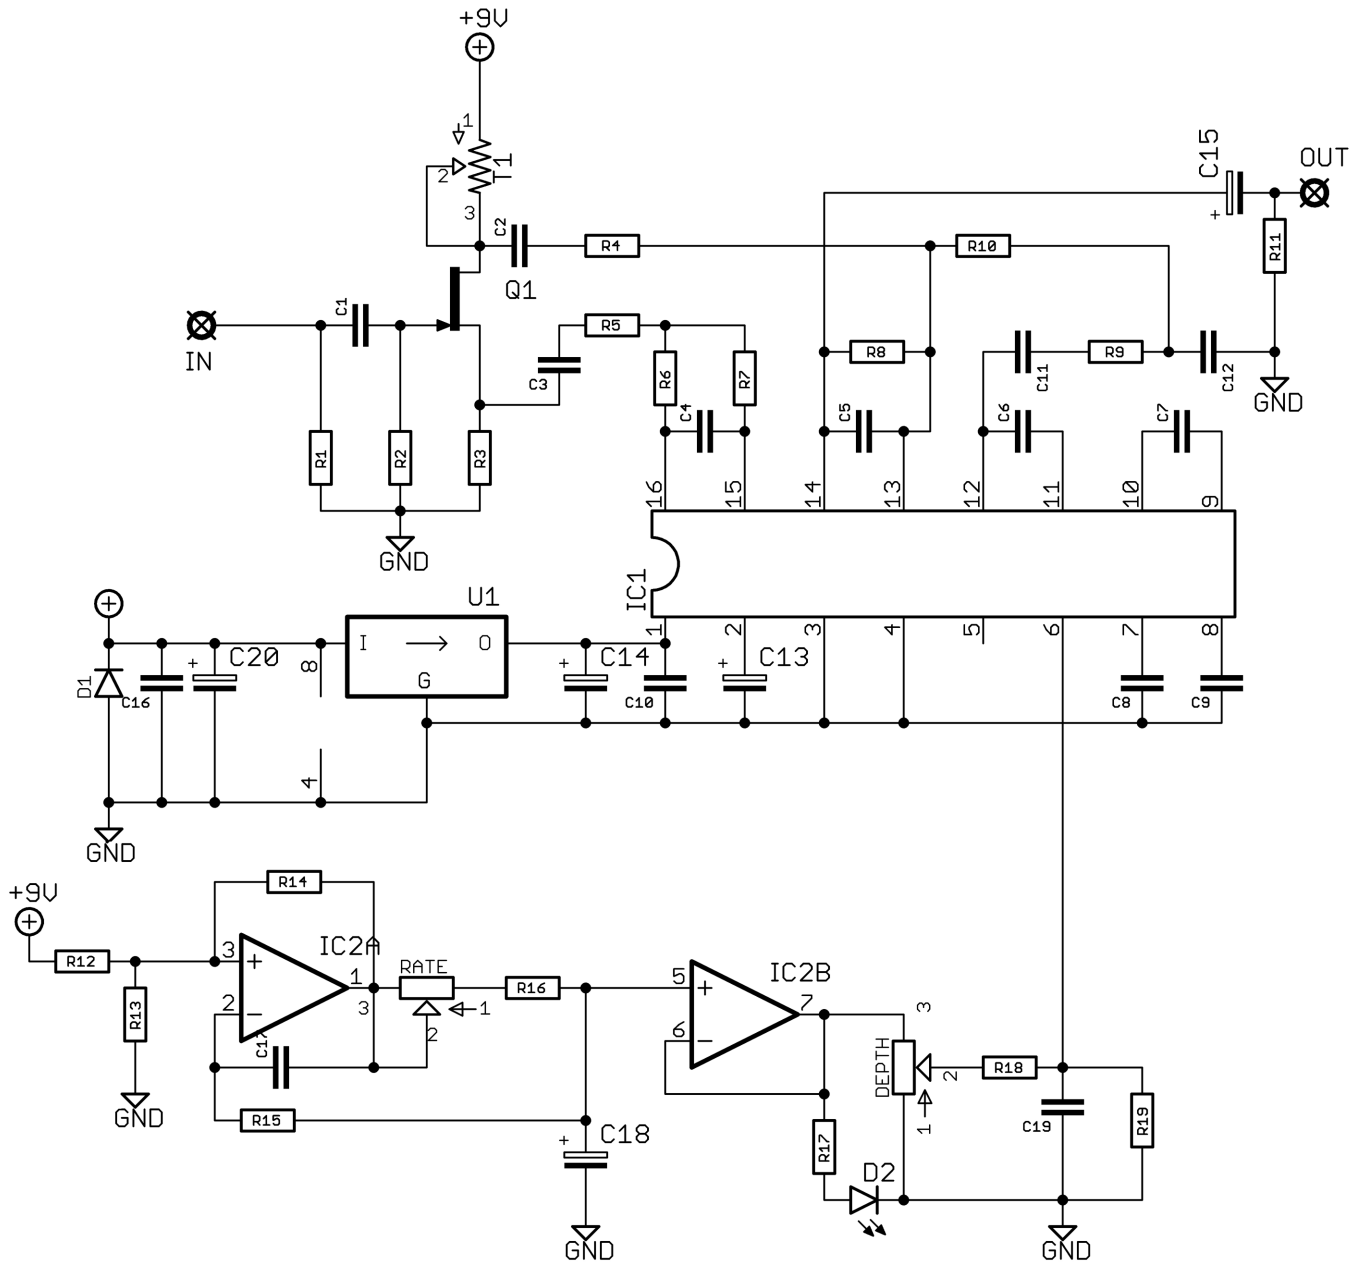 +9V
1
2
T1
3
C2
R4
R10
C15
+
OUT
R11
Q1
C1
IN
R5
C3
R6
R7
R8
C11
R9
C12
GND
C4
C5
C6
C7
R1
R2
R3
16
15
14
13
12
11
10
9
GND
IC1
U1
I
O
G
1
2
3
4
5
6
7
8
D1
C16
+
C20
8
+
C14
C10
+
C13
C8
C9
4
GND
+9V
R14
R12
3
+
IC2A
1
RATE
R16
5
+
IC2B
7
2
−
3
1
2
R13
C17
6
−
3
DEPTH
2
R18
1
GND
R15
+
C18
R17
C19
R19
D2
GND
GND